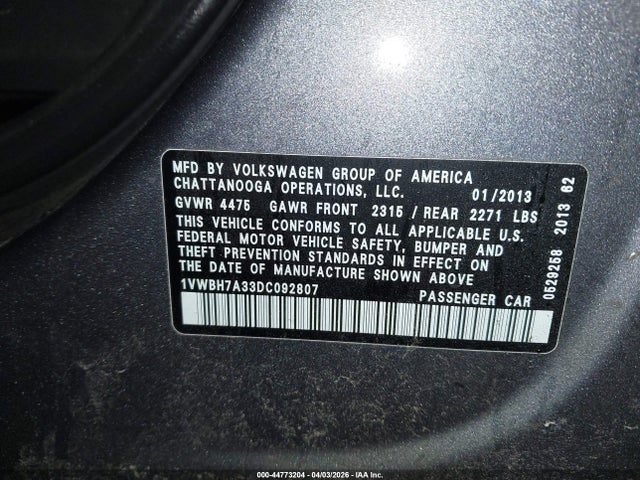 MFD BY VOLKSWAGEN GROUP OF AMERICA
CHATTANOOGA OPERATIONS, LLC. 01/2013
GVWR 4475 GAWR FRONT 2315 / REAR 2271 LBS
THIS VEHICLE CONFORMS TO ALL APPLICABLE U.S.
FEDERAL MOTOR VEHICLE SAFETY, BUMPER AND
THEFT PREVENTION STANDARDS IN EFFECT ON
THE DATE OF MANUFACTURE SHOWN ABOVE
1VWBH7A33DC092807 PASSENGER CAR
0529258 2013 62
000-44773204 - 04/03/2026 - IAA Inc.